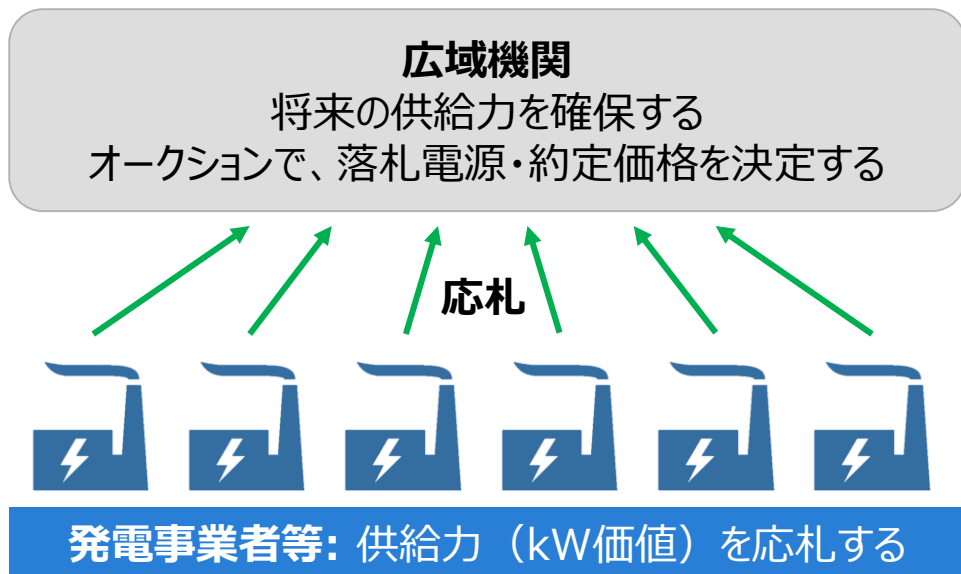 広域機関
将来の供給力を確保する
オークションで、落札電源・約定価格を決定する
応札
発電事業者等: 供給力（kW価値）を応札する